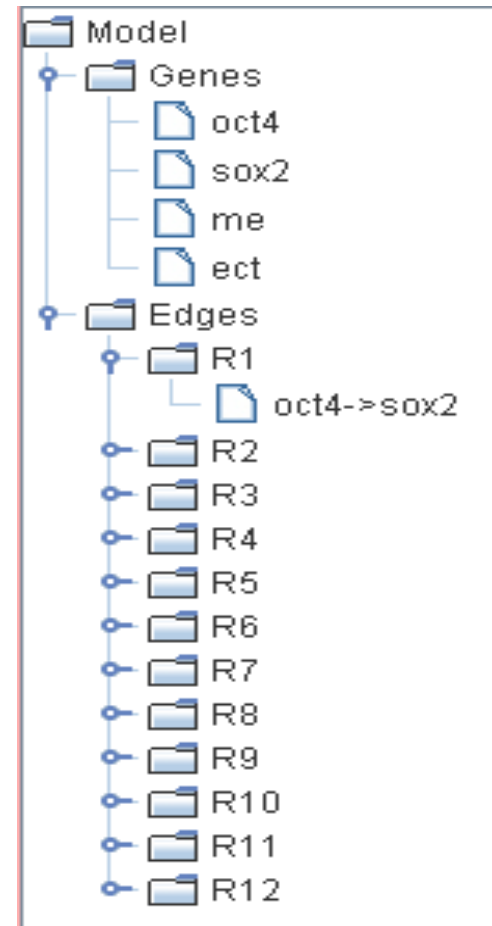 Model
Genes
oct4
sox2
me
ect
Edges
R1
oct4->sox2
R2
R3
R4
R5
R6
R7
R8
R9
R10
R11
R12